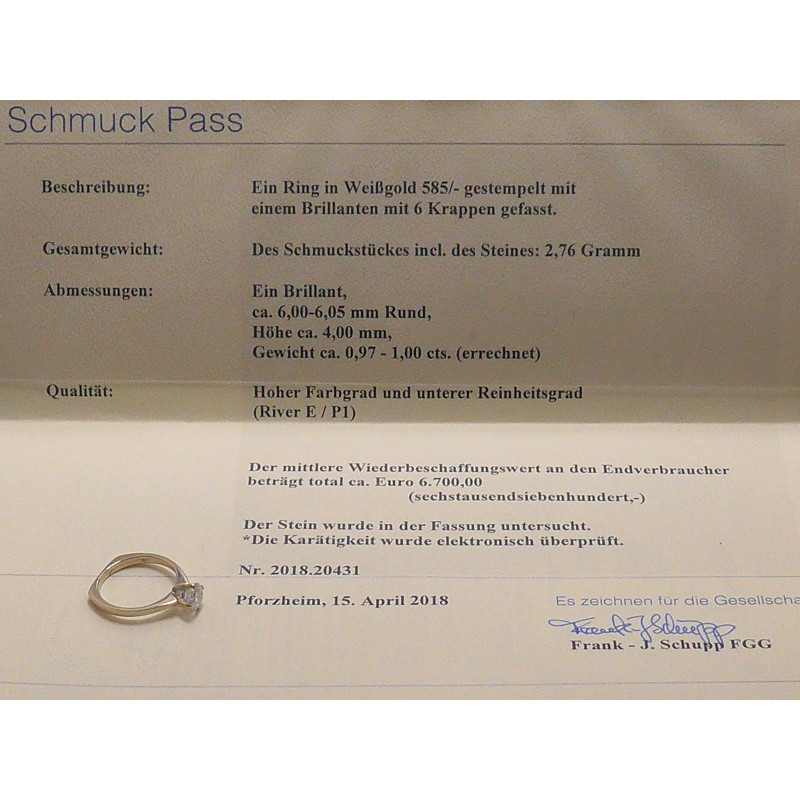 Schmuck Pass
Beschreibung: Ein Ring in Weißgold 585/- gestempelt mit
einem Brillanten mit 6 Krappen gefasst.
Gesamtgewicht: Des Schmuckstückes incl. des Steines: 2,76 Gramm
Abmessungen: Ein Brillant,
ca. 6,00-6,05 mm Rund,
Höhe ca. 4,00 mm,
Gewicht ca. 0,97 - 1,00 cts. (errechnet)
Qualität: Hoher Farbgrad und unterer Reinheitsgrad
(River E / P1)
Der mittlere Wiederbeschaffungswert an den Endverbraucher
beträgt total ca. Euro 6.700,00
(sechstausendsiebenhundert,-)
Der Stein wurde in der Fassung untersucht.
*Die Karätigkeit wurde elektronisch überprüft.
Nr. 2018.20431
Pforzheim, 15. April 2018 Es zeichnen für die Gesellscha
Frank - J. Schupp
Frank - J. Schupp FGG